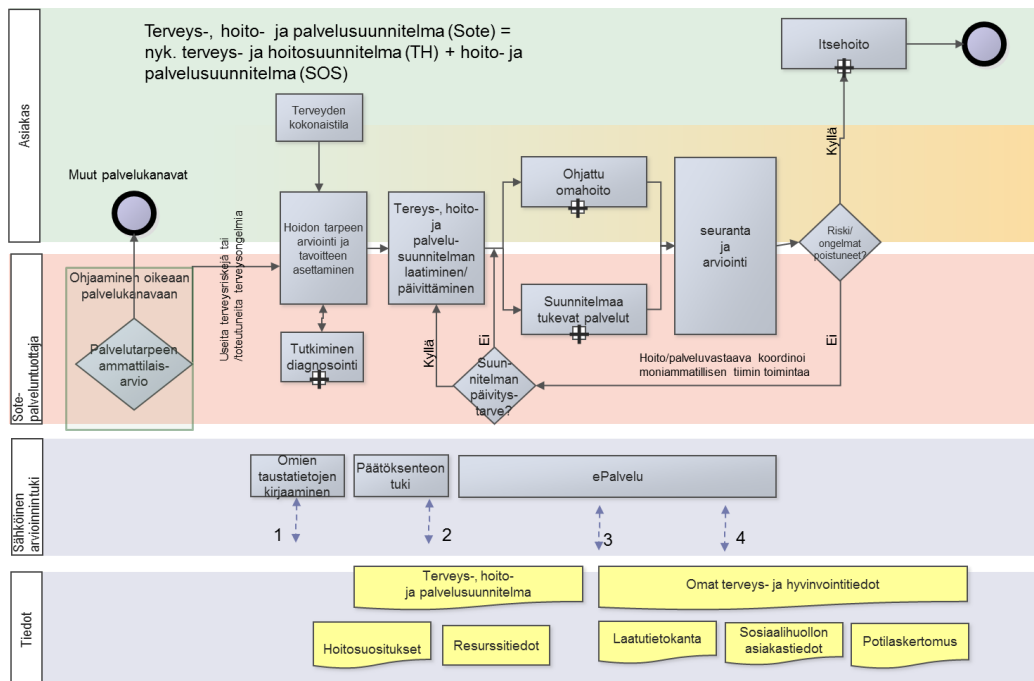 Terveys-, hoito- ja palvelusuunnitelma (Sote) =
nyk. terveys- ja hoitosuunnitelma (TH) + hoito- ja
palvelusuunnitelma (SOS)
Itsehoito
Asiakas
Terveyden
kokonaistila
Kyllä
Muut palvelukanavat
Ohjattu
omahoito
Hoidon tarpeen
arviointi ja
tavoitteen
asettaminen
Tereys-, hoito-
ja
palvelu-
suunnitelman
laatiminen/
päivittäminen
seuranta
ja
arviointi
Riski/
ongelmat
poistuneet?
Useita terveysriskejä tai
/toteutuneita terveysongelmia
Sote-
palveluntuottaja
Ohjaaminen oikeaan
palvelukanavaan
Suunnitelmaa
tukevat palvelut
Palvelutarpeen
ammattilais-
arvio
Tutkiminen
diagnosointi
Kyllä
Ei
Ei
Suun-
nitelman
päivitys-
tarve?
Hoito/palveluvastaava koordinoi
moniammatillisen tiimin toimintaa
Sähköinen
arvioinnin tuki
Omien
taustatietojen
kirjaaminen
Päätöksenteon
tuki
ePalvelu
1
2
3
4
Tiedot
Terveys-, hoito-
ja palvelusuunnitelma
Omat terveys- ja hyvinvointitiedot
Hoitosuositukset
Resurssitiedot
Laatutietokanta
Sosiaalihuollon
asiakastiedot
Potilaskertomus